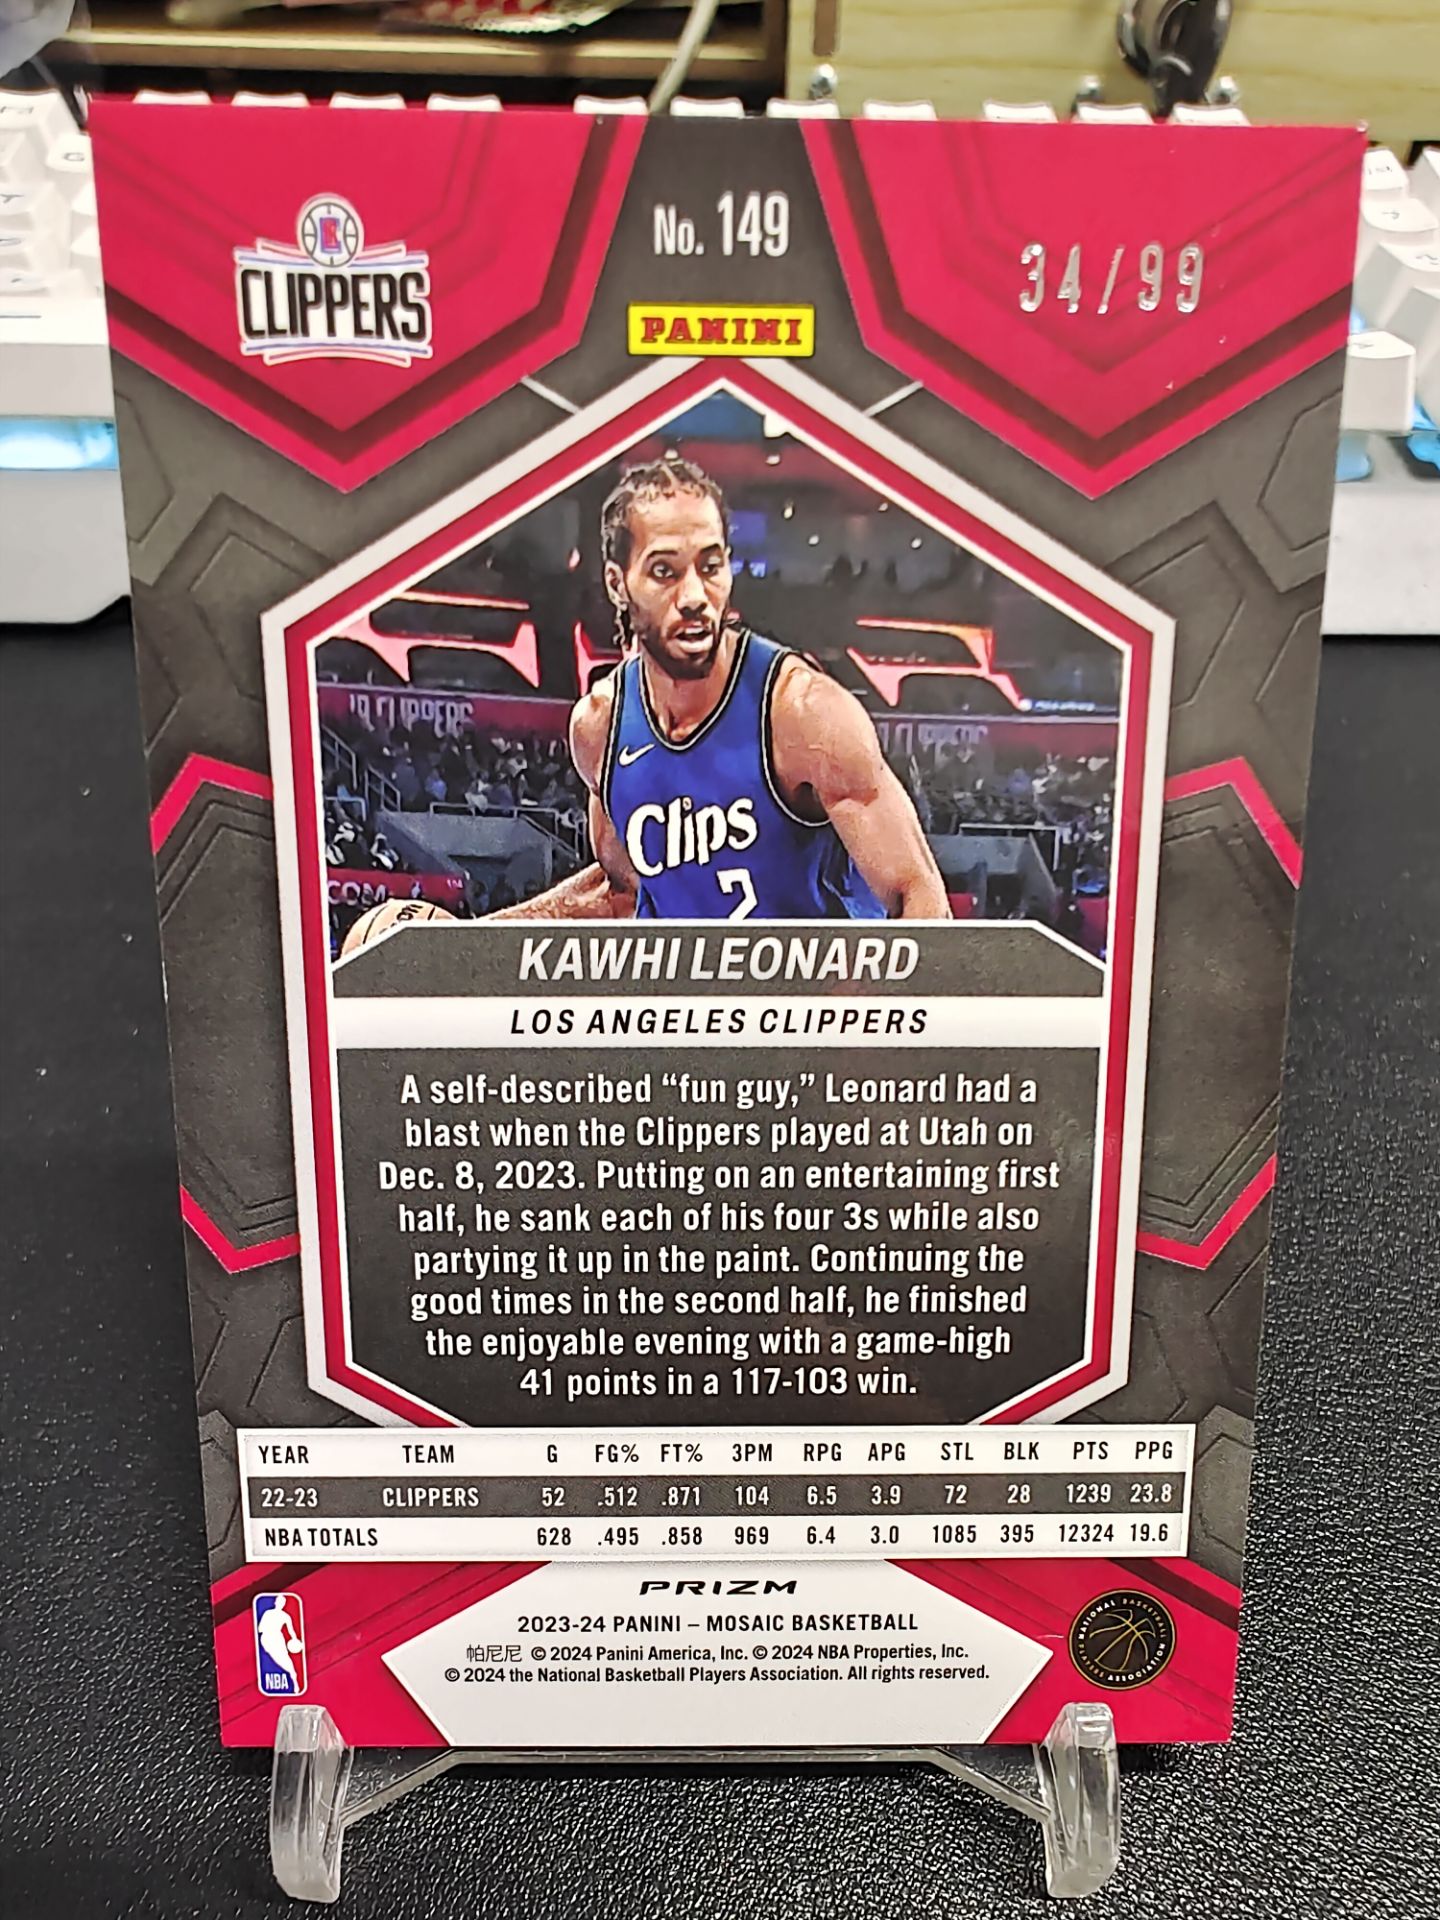 CLIPPERS
No. 149
34/99
PANINI
Clips
2
KAWHI LEONARD
LOS ANGELES CLIPPERS
A self-described “fun guy,” Leonard had a
blast when the Clippers played at Utah on
Dec. 8, 2023. Putting on an entertaining first
half, he sank each of his four 3s while also
partying it up in the paint. Continuing the
good times in the second half, he finished
the enjoyable evening with a game-high
41 points in a 117-103 win.
YEAR TEAM G FG% FT% 3PM RPG APG STL BLK PTS PPG
22-23 CLIPPERS 52 .512 .871 104 6.5 3.9 72 28 1239 23.8
NBA TOTALS 628 .495 .858 969 6.4 3.0 1085 395 12324 19.6
PRIZM
2023-24 PANINI – MOSAIC BASKETBALL
帕尼尼 © 2024 Panini America, Inc. © 2024 NBA Properties, Inc.
© 2024 the National Basketball Players Association. All rights reserved.
NBA
NATIONAL BASKETBALL PLAYERS ASSOCIATION